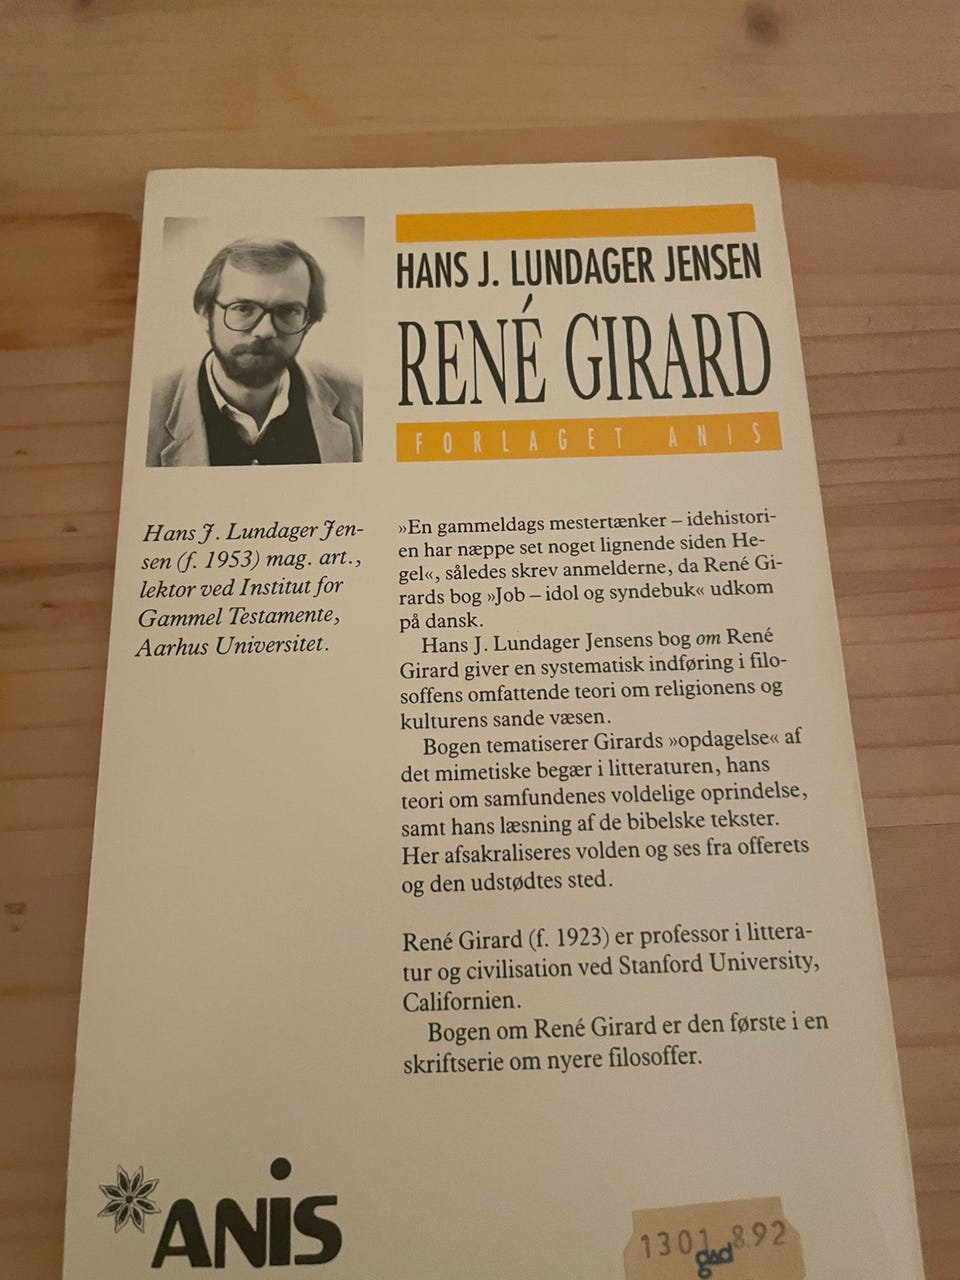 HANS J. LUNDAGER JENSEN
RENÉ GIRARD
FORLAGET ANIS
Hans J. Lundager Jen-
sen (f. 1953) mag. art.,
lektor ved Institut for
Gammel Testamente,
Aarhus Universitet.
»En gammeldags mestertænker – idehistori-
en har næppe set noget lignende siden He-
gel«, således skrev anmelderne, da René Gi-
rards bog »Job – idol og syndebuk« udkom
på dansk.
Hans J. Lundager Jensens bog om René
Girard giver en systematisk indføring i filo-
soffens omfattende teori om religionens og
kulturens sande væsen.
Bogen tematiserer Girards »opdagelse« af
det mimetiske begær i litteraturen, hans
teori om samfundenes voldelige oprindelse,
samt hans læsning af de bibelske tekster.
Her afsakraliseres volden og ses fra offerets
og den udstødtes sted.
René Girard (f. 1923) er professor i littera-
tur og civilisation ved Stanford University,
Californien.
Bogen om René Girard er den første i en
skriftserie om nyere filosoffer.
ANIS
1301 892
gad